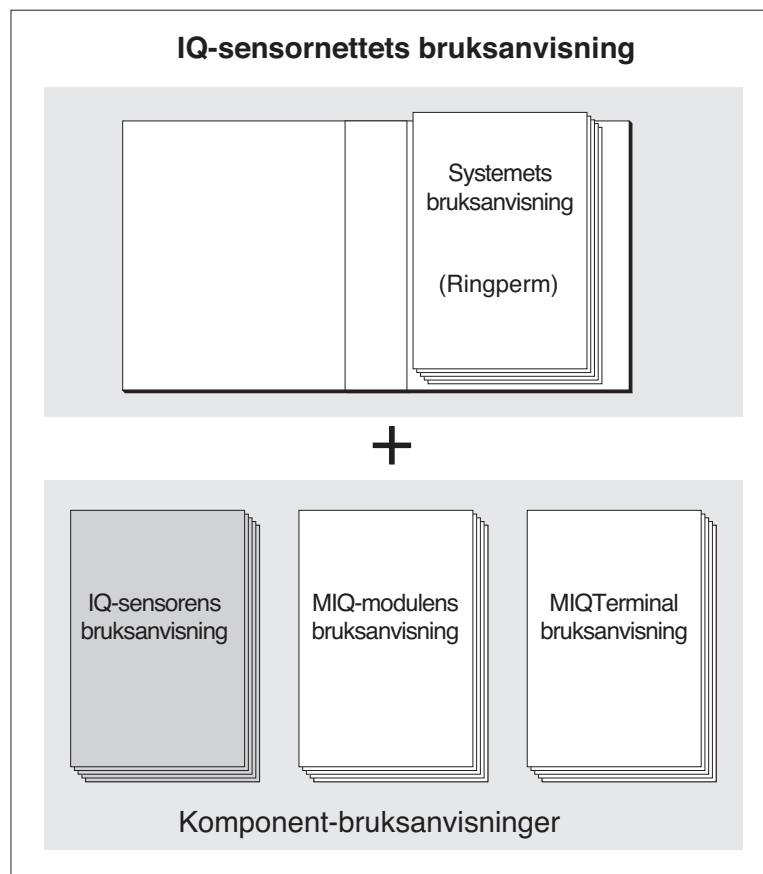 IQ-sensornettets bruksanvisning
Systemets
bruksanvisning
(Ringperm)
+
IQ-sensorens
bruksanvisning
MIQ-modulens
bruksanvisning
MIQTerminal
bruksanvisning
Komponent-bruksanvisninger